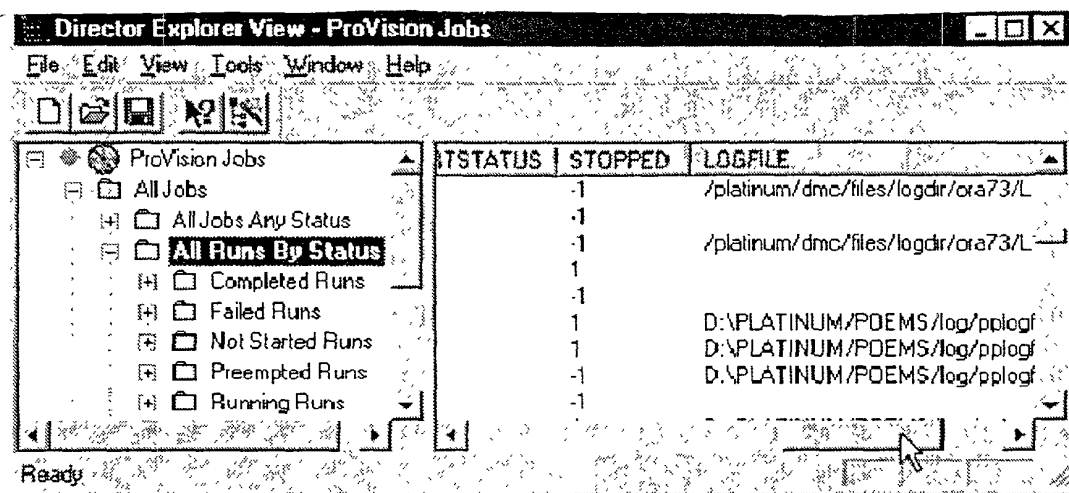 Director Explorer View - ProVision Jobs
File Edit View Tools Window Help
ProVision Jobs
All Jobs
All Jobs Any Status
All Runs By Status
Completed Runs
Failed Runs
Not Started Runs
Preempted Runs
Running Runs
ATSTATUS STOPPED LOGFILE
-1 /platinum/dmc/files/logdir/ora73/L
-1
-1 /platinum/dmc/files/logdir/ora73/L
1
-1
1 D:\PLATINUM/POEMS/log/pplogf
1 D:\PLATINUM/POEMS/log/pplogf
-1 D:\PLATINUM/POEMS/log/pplogf
-1
Ready